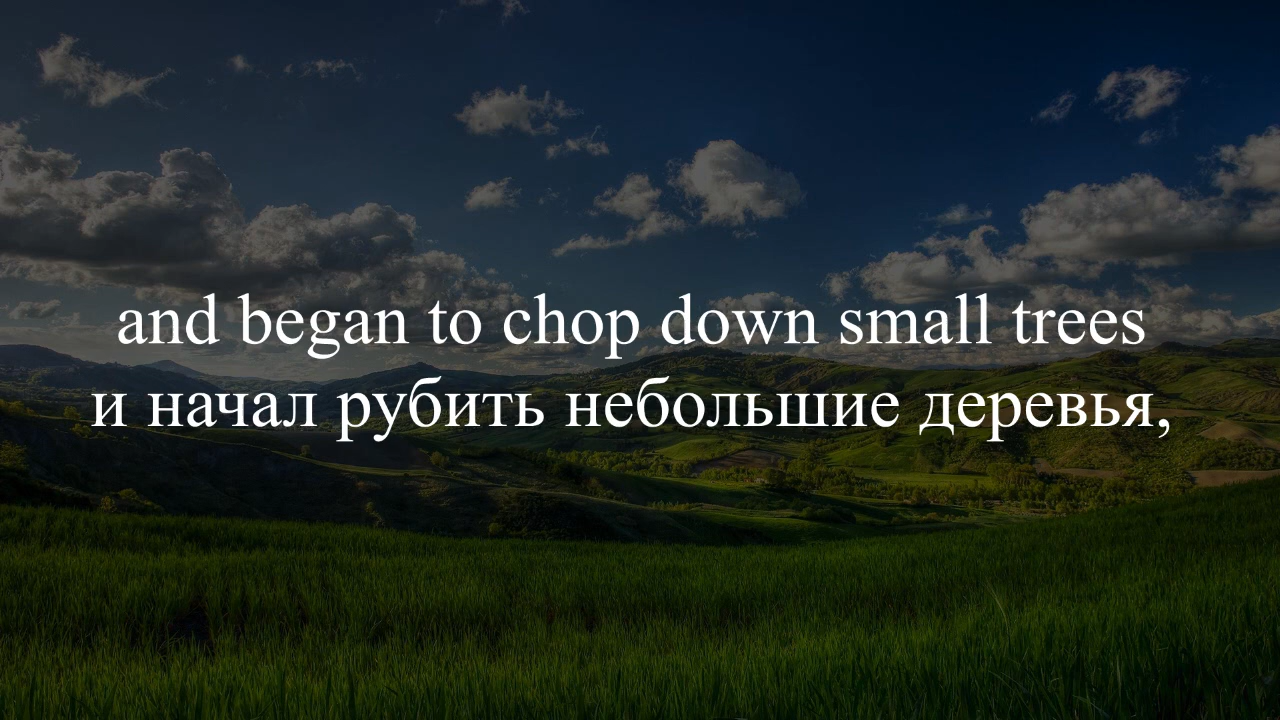 and began to chop down small trees
и начал рубить небольшие деревья,